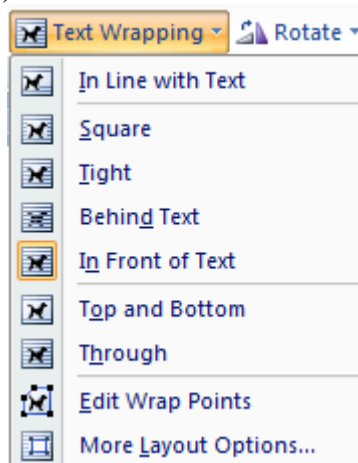 Text Wrapping Rotate
In Line with Text
Square
Tight
Behind Text
In Front of Text
Top and Bottom
Through
Edit Wrap Points
More Layout Options...